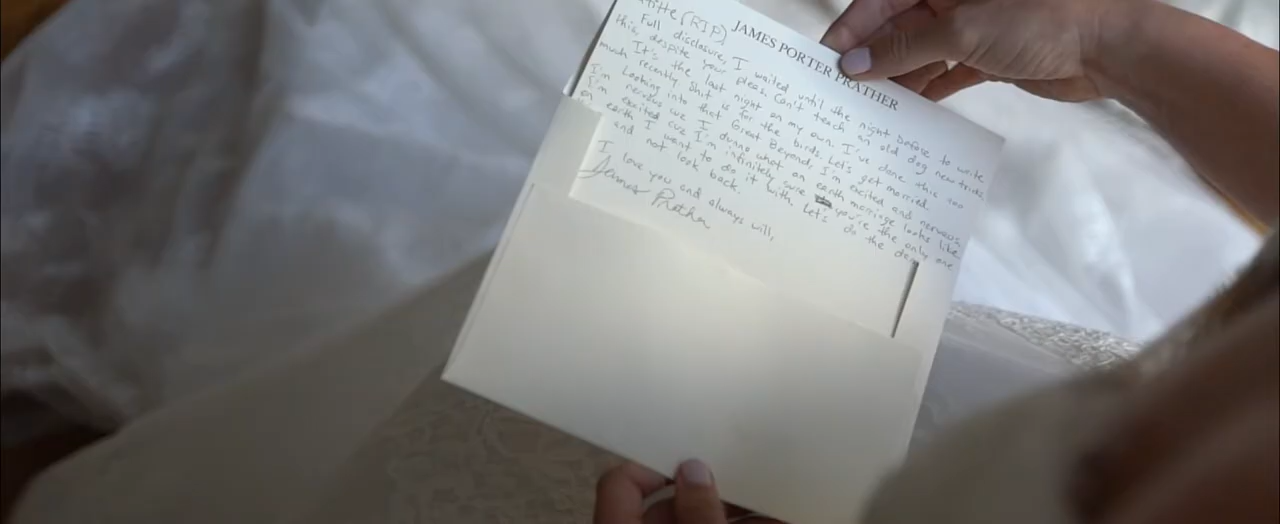 JAMES PORTER PRATHER
(RIP),
Full disclosure, I waited until the night before to write
this, despite your pleas. Can't teach an old dog new tricks.
It's the last night on my own. I've done this too
much recently. Shit is for the birds. Let's get married.
I'm looking into that Great Beyond, I'm excited and nervous.
I'm nervous cuz I dunno what an earth marriage looks like.
I'm excited cuz I'm infinitely sure you're the only one
on earth I want to do it with. Let's do the
and not look back.
I love you and always will,
James Prather